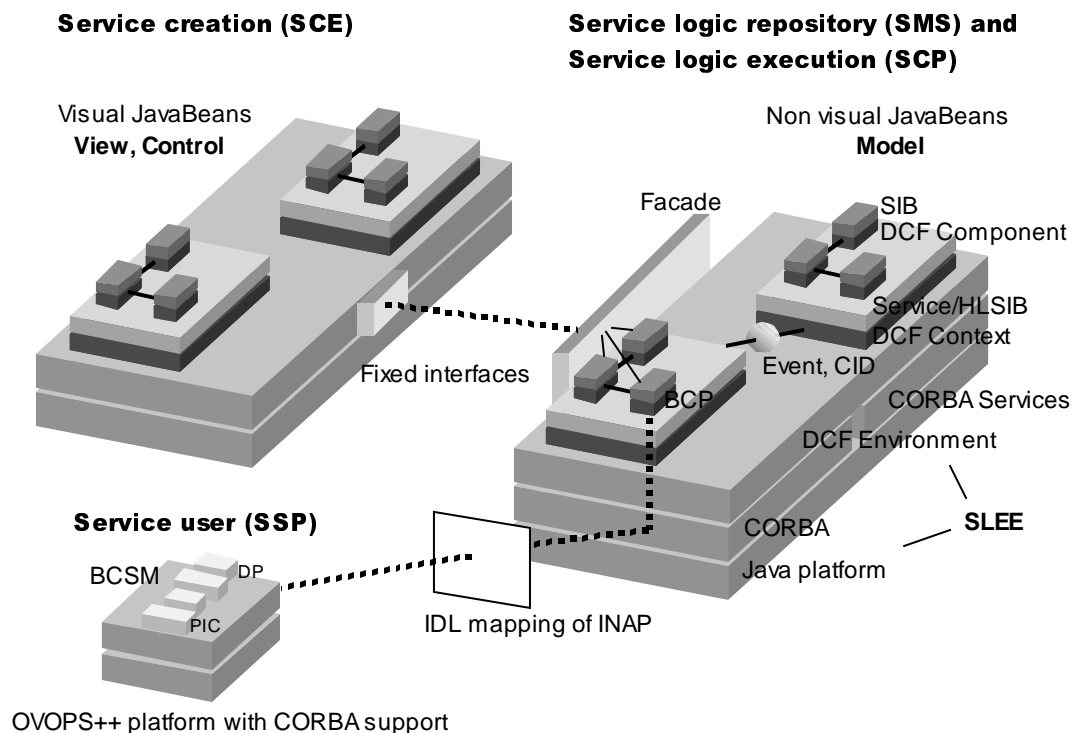 Service creation (SCE)
Service logic repository (SMS) and
Service logic execution (SCP)
Visual JavaBeans
View, Control
Non visual JavaBeans
Model
Facade
SIB
DCF Component
Service/HLSIB
DCF Context
Event, CID
Fixed interfaces
BCP
CORBA Services
DCF Environment
Service user (SSP)
CORBA
SLEE
BCSM
DP
Java platform
PIC
IDL mapping of INAP
OVOPS++ platform with CORBA support